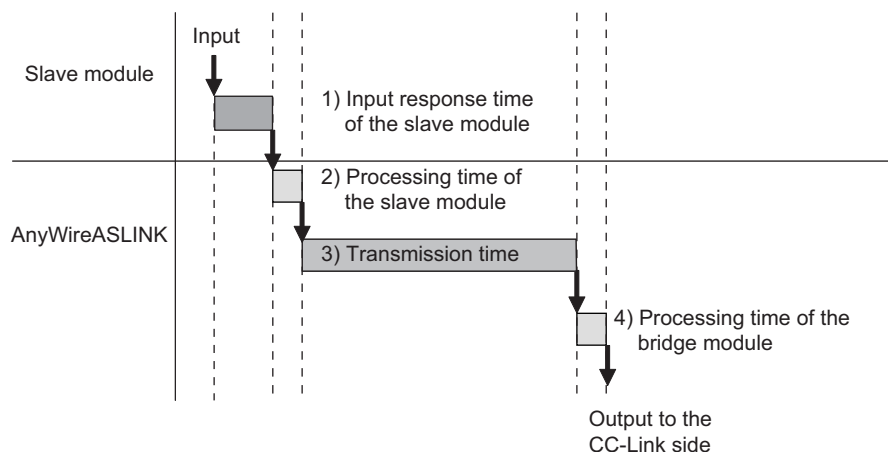 Input
Slave module
1) Input response time
of the slave module
2) Processing time of
the slave module
AnyWireASLINK
3) Transmission time
4) Processing time of the
bridge module
Output to the
CC-Link side